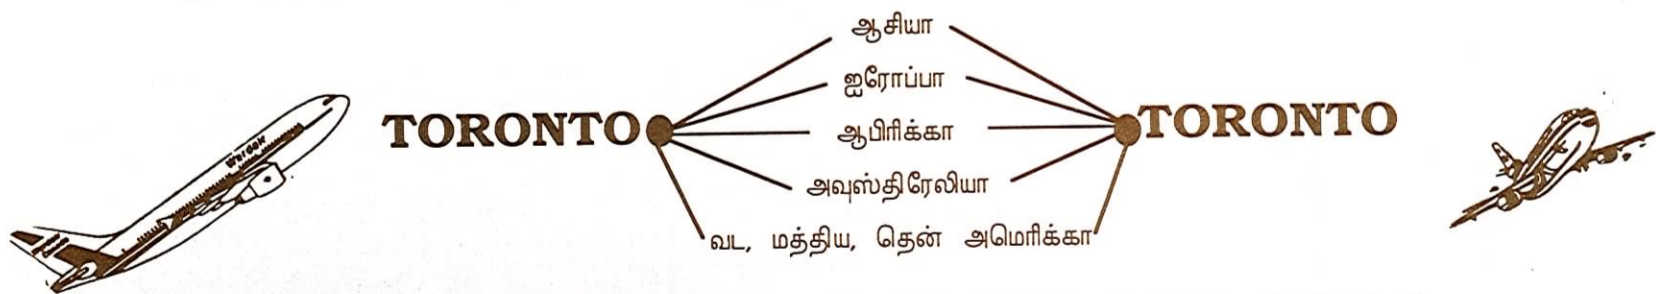 ஆசியா
ஐரோப்பா
TORONTO ஆபிரிக்கா TORONTO
அவுஸ்திரேலியா
வட, மத்திய, தென் அமெரிக்கா